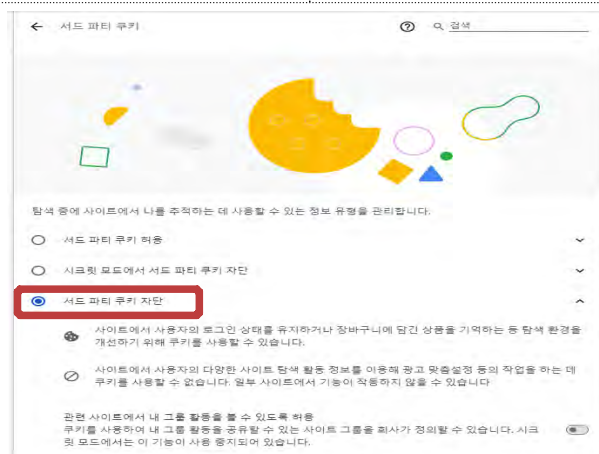 서드 파티 쿠키
검색
탐색 중에 사이트에서 나를 추적하는 데 사용할 수 있는 정보 유형을 관리합니다.
서드 파티 쿠키 허용
시크릿 모드에서 서드 파티 쿠키 차단
서드 파티 쿠키 차단
사이트에서 사용자의 로그인 상태를 유지하거나 장바구니에 담긴 상품을 기억하는 등 탐색 환경을
개선하기 위해 쿠키를 사용할 수 있습니다.
사이트에서 사용자의 다양한 사이트 탐색 활동 정보를 이용해 광고 맞춤설정 등의 작업을 하는 데
쿠키를 사용할 수 없습니다. 일부 사이트에서 기능이 작동하지 않을 수 있습니다
관련 사이트에서 내 그룹 활동을 볼 수 있도록 허용
쿠키를 사용하여 내 그룹 활동을 공유할 수 있는 사이트 그룹을 회사가 정의할 수 있습니다. 시크
릿 모드에서는 이 기능이 사용 중지되어 있습니다.